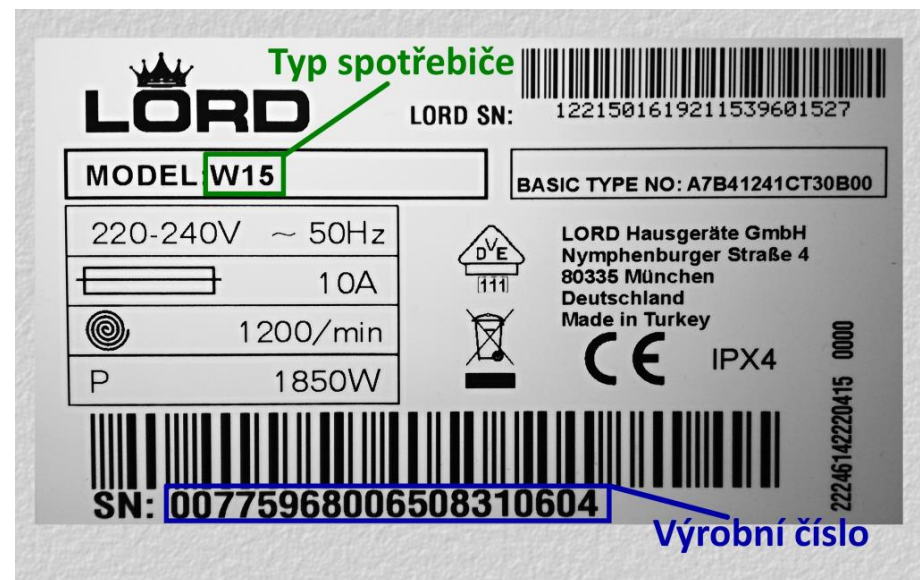 Typ spotřebiče
LORD
LORD SN:
1221501619211539601527
MODEL: W15
BASIC TYPE NO: A7B41241CT30B00
220-240V ~ 50Hz
10A
1200/min
P 1850W
DVE
111
LORD Hausgeräte GmbH
Nymphenburger Straße 4
80335 München
Deutschland
Made in Turkey
CE IPX4
22246142220415 0000
SN: 00775968006508310604
Výrobní číslo